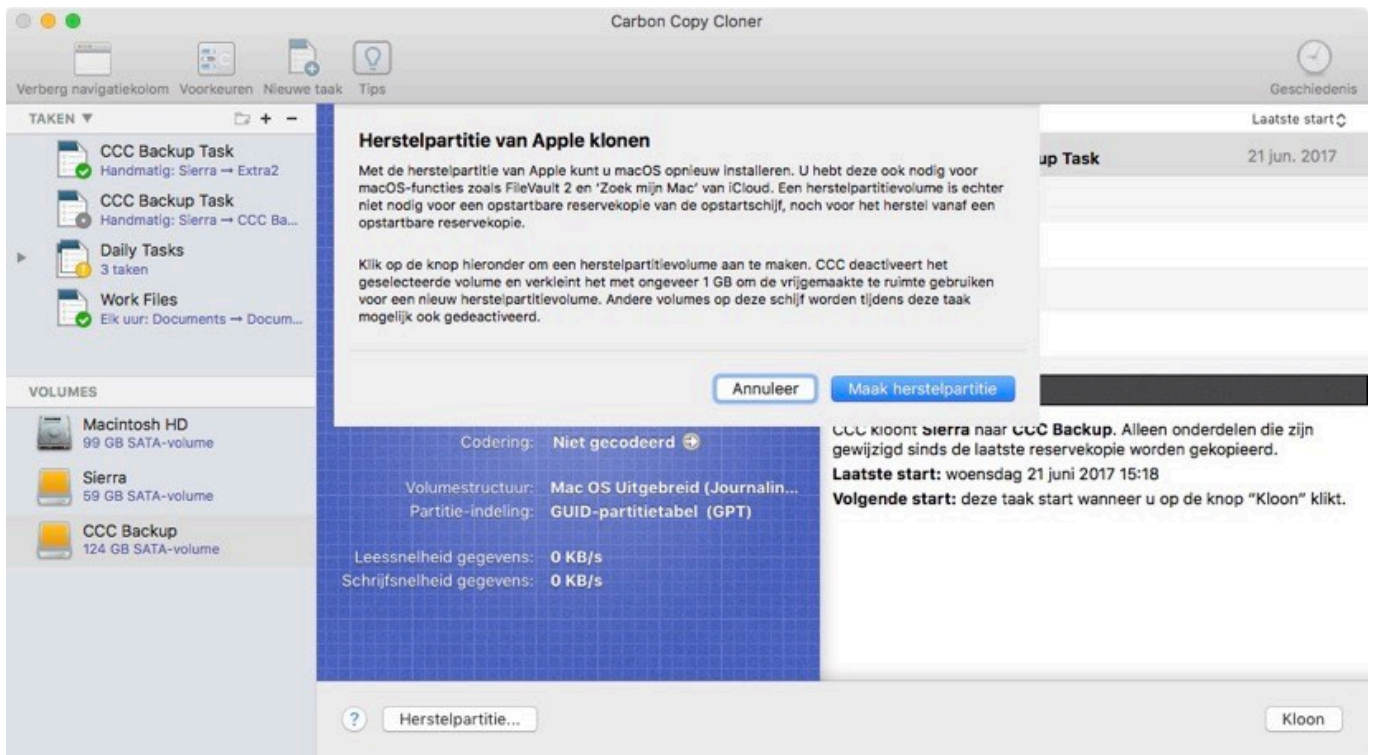 Carbon Copy Cloner
Verberg navigatiekolom Voorkeuren Nieuwe taak Tips
Geschiedenis
TAKEN
CCC Backup Task
Handmatig: Sierra → Extra2
CCC Backup Task
Handmatig: Sierra → CCC Ba...
Daily Tasks
3 taken
Work Files
Elk uur: Documents → Docum...
VOLUMES
Macintosh HD
99 GB SATA-volume
Sierra
59 GB SATA-volume
CCC Backup
124 GB SATA-volume
Herstelpartitie van Apple klonen
Met de herstelpartitie van Apple kunt u macOS opnieuw installeren. U hebt deze ook nodig voor
macOS-functies zoals FileVault 2 en 'Zoek mijn Mac' van iCloud. Een herstelpartitievolume is echter
niet nodig voor een opstartbare reservekopie van de opstartschijf, noch voor het herstel vanaf een
opstartbare reservekopie.
Klik op de knop hieronder om een herstelpartitievolume aan te maken. CCC deactiveert het
geselecteerde volume en verkleint het met ongeveer 1 GB om de vrijgemaakte te ruimte gebruiken
voor een nieuw herstelpartitievolume. Andere volumes op deze schijf worden tijdens deze taak
mogelijk ook gedeactiveerd.
Annuleer
Maak herstelpartitie
Laatste start
up Task
21 jun. 2017
Codering: Niet gecodeerd
Volumestructuur: Mac OS Uitgebreid (Journalin...
Partitie-indeling: GUID-partitietabel (GPT)
Leessnelheid gegevens: 0 KB/s
Schrijfsnelheid gegevens: 0 KB/s
CCC kloont Sierra naar CCC Backup. Alleen onderdelen die zijn
gewijzigd sinds de laatste reservekopie worden gekopieerd.
Laatste start: woensdag 21 juni 2017 15:18
Volgende start: deze taak start wanneer u op de knop "Kloon" klikt.
?
Herstelpartitie...
Kloon